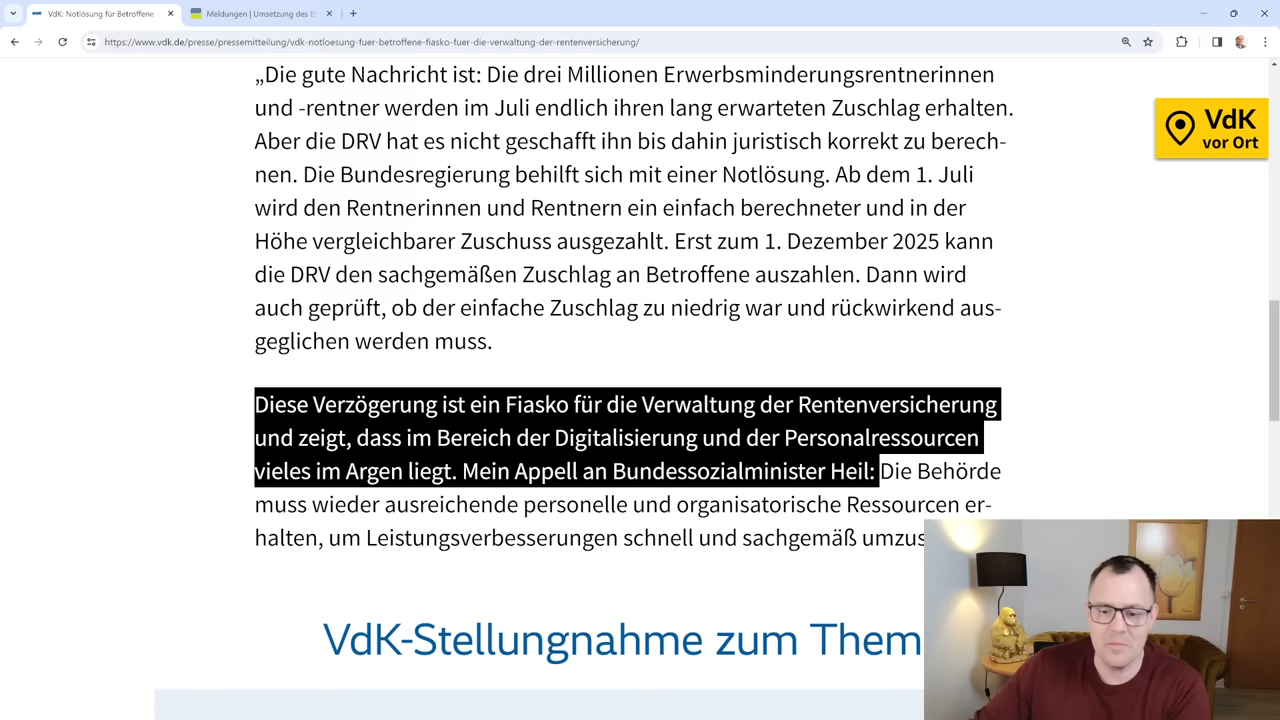 VdK: Notlösung für Betroffene
Meldungen | Umsetzung des E
https://www.vdk.de/presse/pressemitteilung/vdk-notloesung-fuer-betroffene-fiasko-fuer-die-verwaltung-der-rentenversicherung/
„Die gute Nachricht ist: Die drei Millionen Erwerbsminderungsrentnerinnen
und -rentner werden im Juli endlich ihren lang erwarteten Zuschlag erhalten.
Aber die DRV hat es nicht geschafft ihn bis dahin juristisch korrekt zu berech-
nen. Die Bundesregierung behilft sich mit einer Notlösung. Ab dem 1. Juli
wird den Rentnerinnen und Rentnern ein einfach berechneter und in der
Höhe vergleichbarer Zuschuss ausgezahlt. Erst zum 1. Dezember 2025 kann
die DRV den sachgemäßen Zuschlag an Betroffene auszahlen. Dann wird
auch geprüft, ob der einfache Zuschlag zu niedrig war und rückwirkend aus-
geglichen werden muss.
VdK
vor Ort
Diese Verzögerung ist ein Fiasko für die Verwaltung der Rentenversicherung
und zeigt, dass im Bereich der Digitalisierung und der Personalressourcen
vieles im Argen liegt. Mein Appell an Bundessozialminister Heil: Die Behörde
muss wieder ausreichende personelle und organisatorische Ressourcen er-
halten, um Leistungsverbesserungen schnell und sachgemäß umzus
VdK-Stellungnahme zum Them